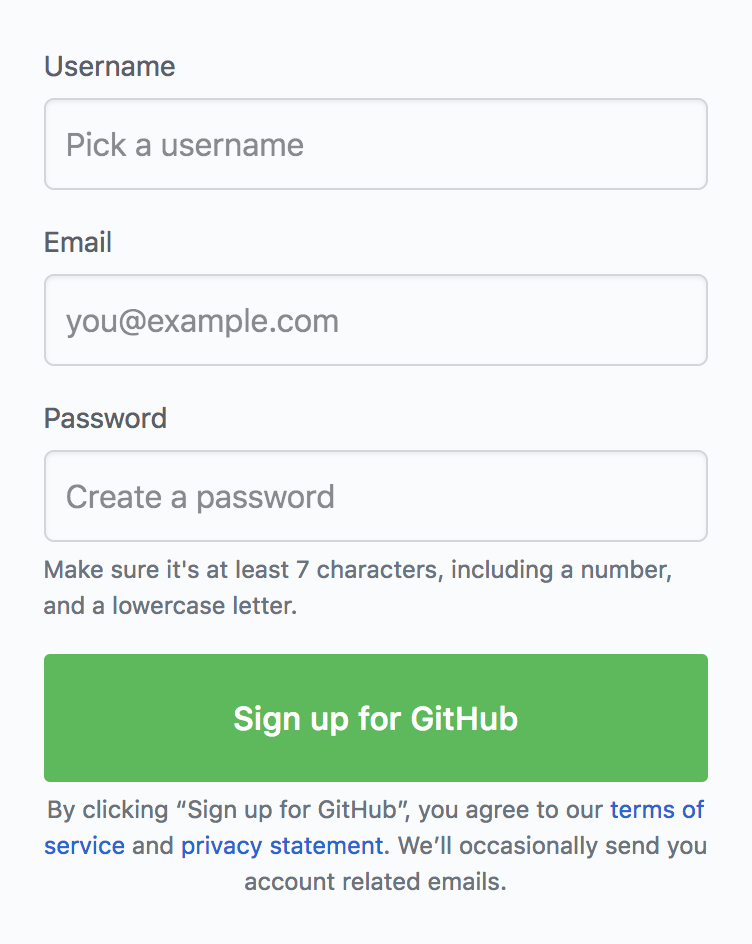 Username
Pick a username
Email
you@example.com
Password
Create a password
Make sure it's at least 7 characters, including a number,
and a lowercase letter.
Sign up for GitHub
By clicking “Sign up for GitHub”, you agree to our terms of
service and privacy statement. We’ll occasionally send you
account related emails.